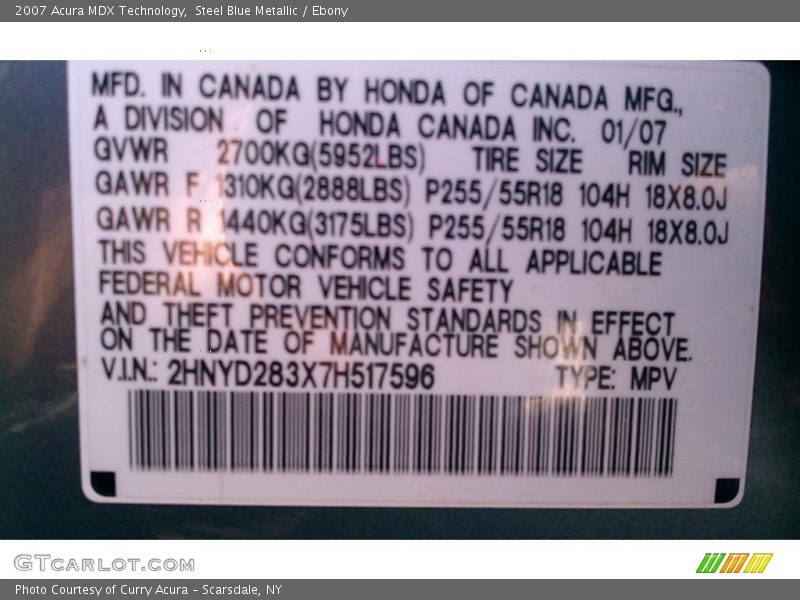 2007 Acura MDX Technology, Steel Blue Metallic / Ebony
MFD. IN CANADA BY HONDA OF CANADA MFG.,
A DIVISION OF HONDA CANADA INC. 01/07
GVWR 2700KG(5952LBS) TIRE SIZE RIM SIZE
GAWR F 1310KG(2888LBS) P255/55R18 104H 18X8.0J
GAWR R 1440KG(3175LBS) P255/55R18 104H 18X8.0J
THIS VEHICLE CONFORMS TO ALL APPLICABLE
FEDERAL MOTOR VEHICLE SAFETY
AND THEFT PREVENTION STANDARDS IN EFFECT
ON THE DATE OF MANUFACTURE SHOWN ABOVE.
V.I.N.: 2HNYD283X7H517596 TYPE: MPV
GTCARLOT.COM
Photo Courtesy of Curry Acura - Scarsdale, NY